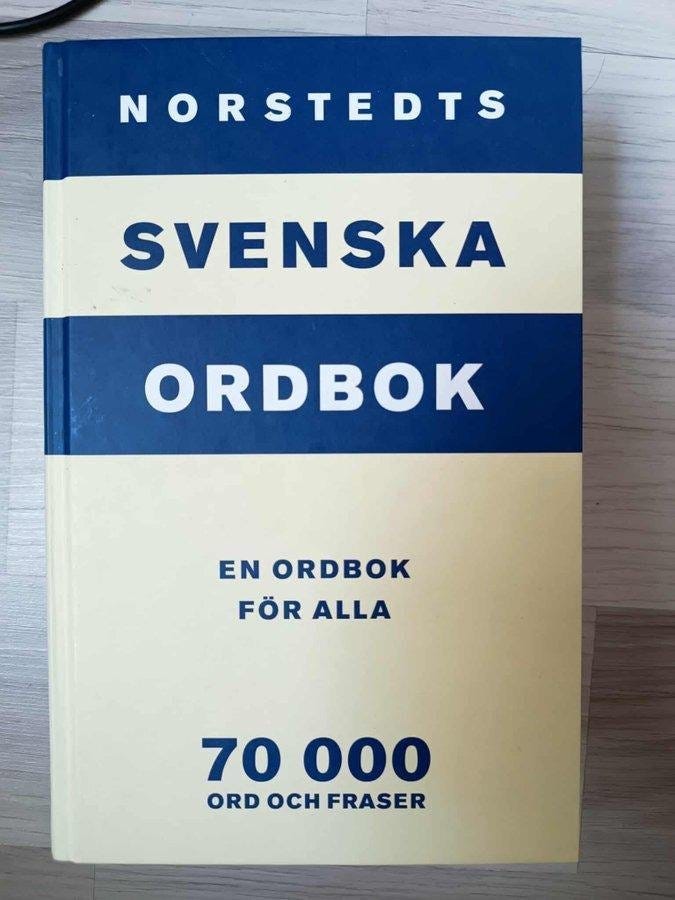 NORSTEDTS
SVENSKA
ORDBOK
EN ORDBOK
FÖR ALLA
70 000
ORD OCH FRASER